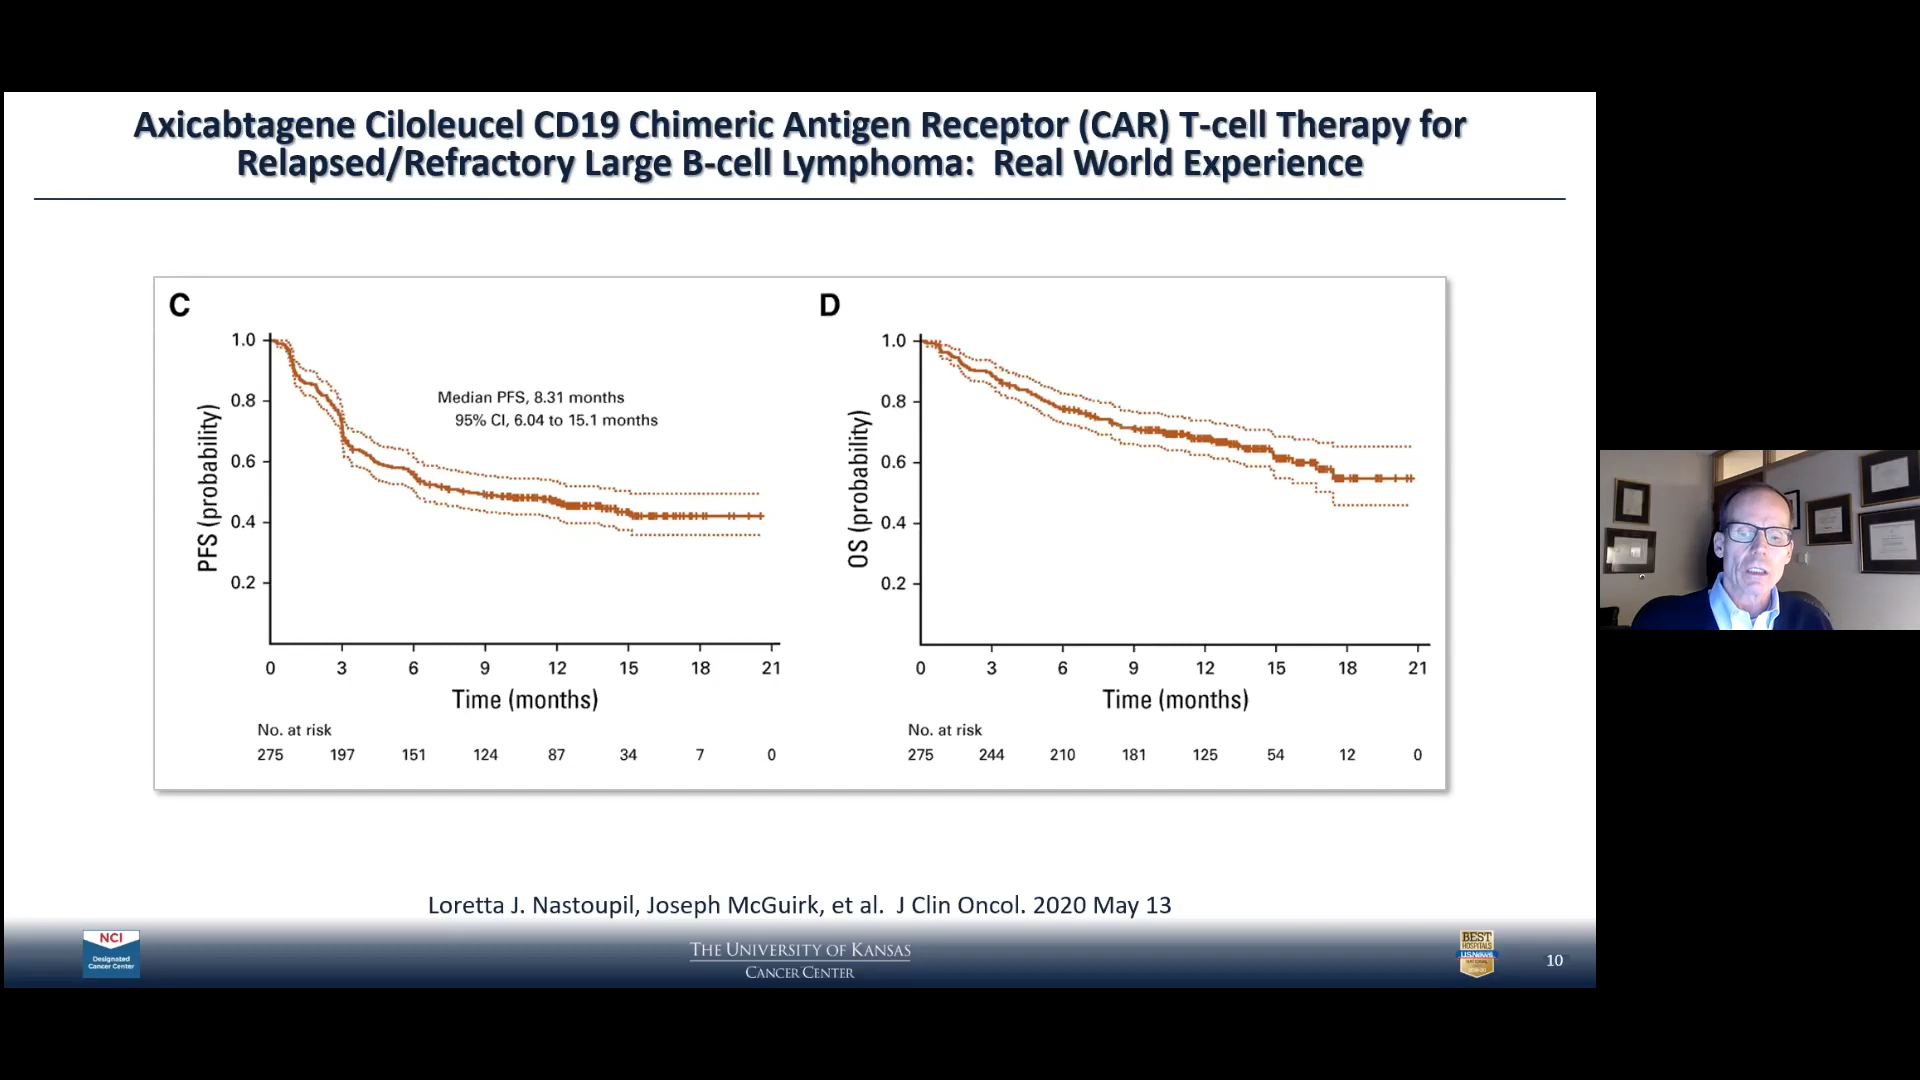 Axicabtagene Ciloleucel CD19 Chimeric Antigen Receptor (CAR) T-cell Therapy for
Relapsed/Refractory Large B-cell Lymphoma:  Real World Experience
C
1.0
0.8
0.6
0.4
0.2
PFS (probability)
Median PFS, 8.31 months
95% CI, 6.04 to 15.1 months
0 3 6 9 12 15 18 21
Time (months)
No. at risk
275 197 151 124 87 34 7 0
D
1.0
0.8
0.6
0.4
0.2
OS (probability)
0 3 6 9 12 15 18 21
Time (months)
No. at risk
275 244 210 181 125 54 12 0
Loretta J. Nastoupil, Joseph McGuirk, et al.  J Clin Oncol. 2020 May 13
NCI
Designated
Cancer Center
THE UNIVERSITY OF KANSAS
CANCER CENTER
BEST
HOSPITALS
U.S.News
10